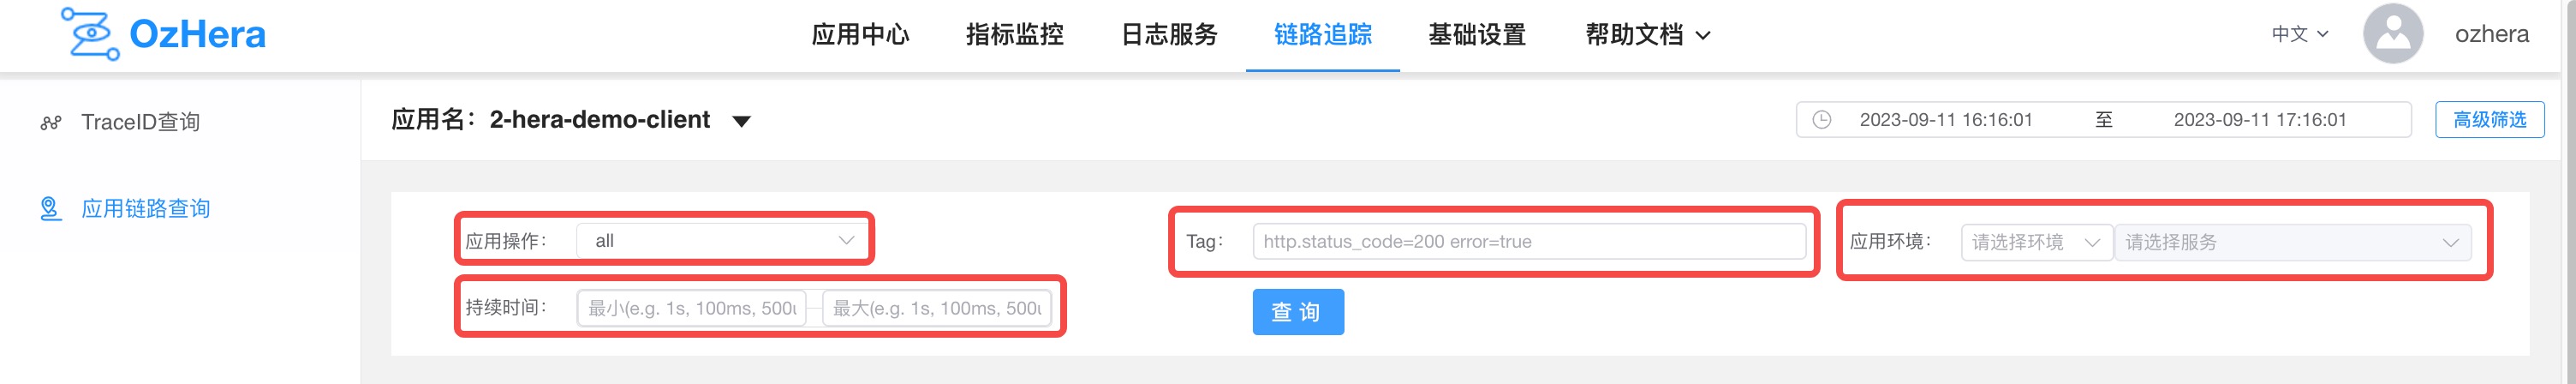 OzHera
应用中心 指标监控 日志服务 链路追踪 基础设置 帮助文档
中文 ozhera
TraceID查询
应用链路查询
应用名：2-hera-demo-client
2023-09-11 16:16:01 至 2023-09-11 17:16:01 高级筛选
应用操作： all
Tag： http.status_code=200 error=true
应用环境： 请选择环境 请选择服务
持续时间： 最小(e.g. 1s, 100ms, 500u 最大(e.g. 1s, 100ms, 500u
查 询